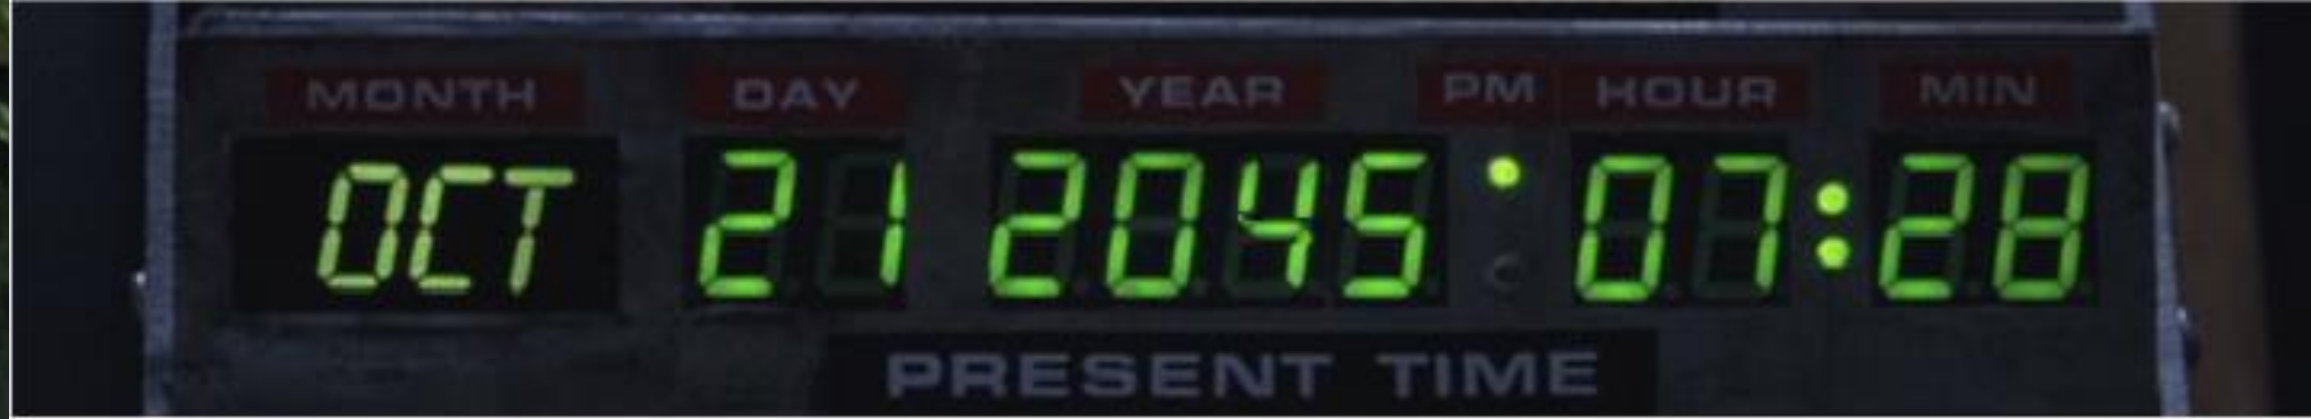 MONTH DAY YEAR PM HOUR MIN
OCT 21 2045 07:28
PRESENT TIME